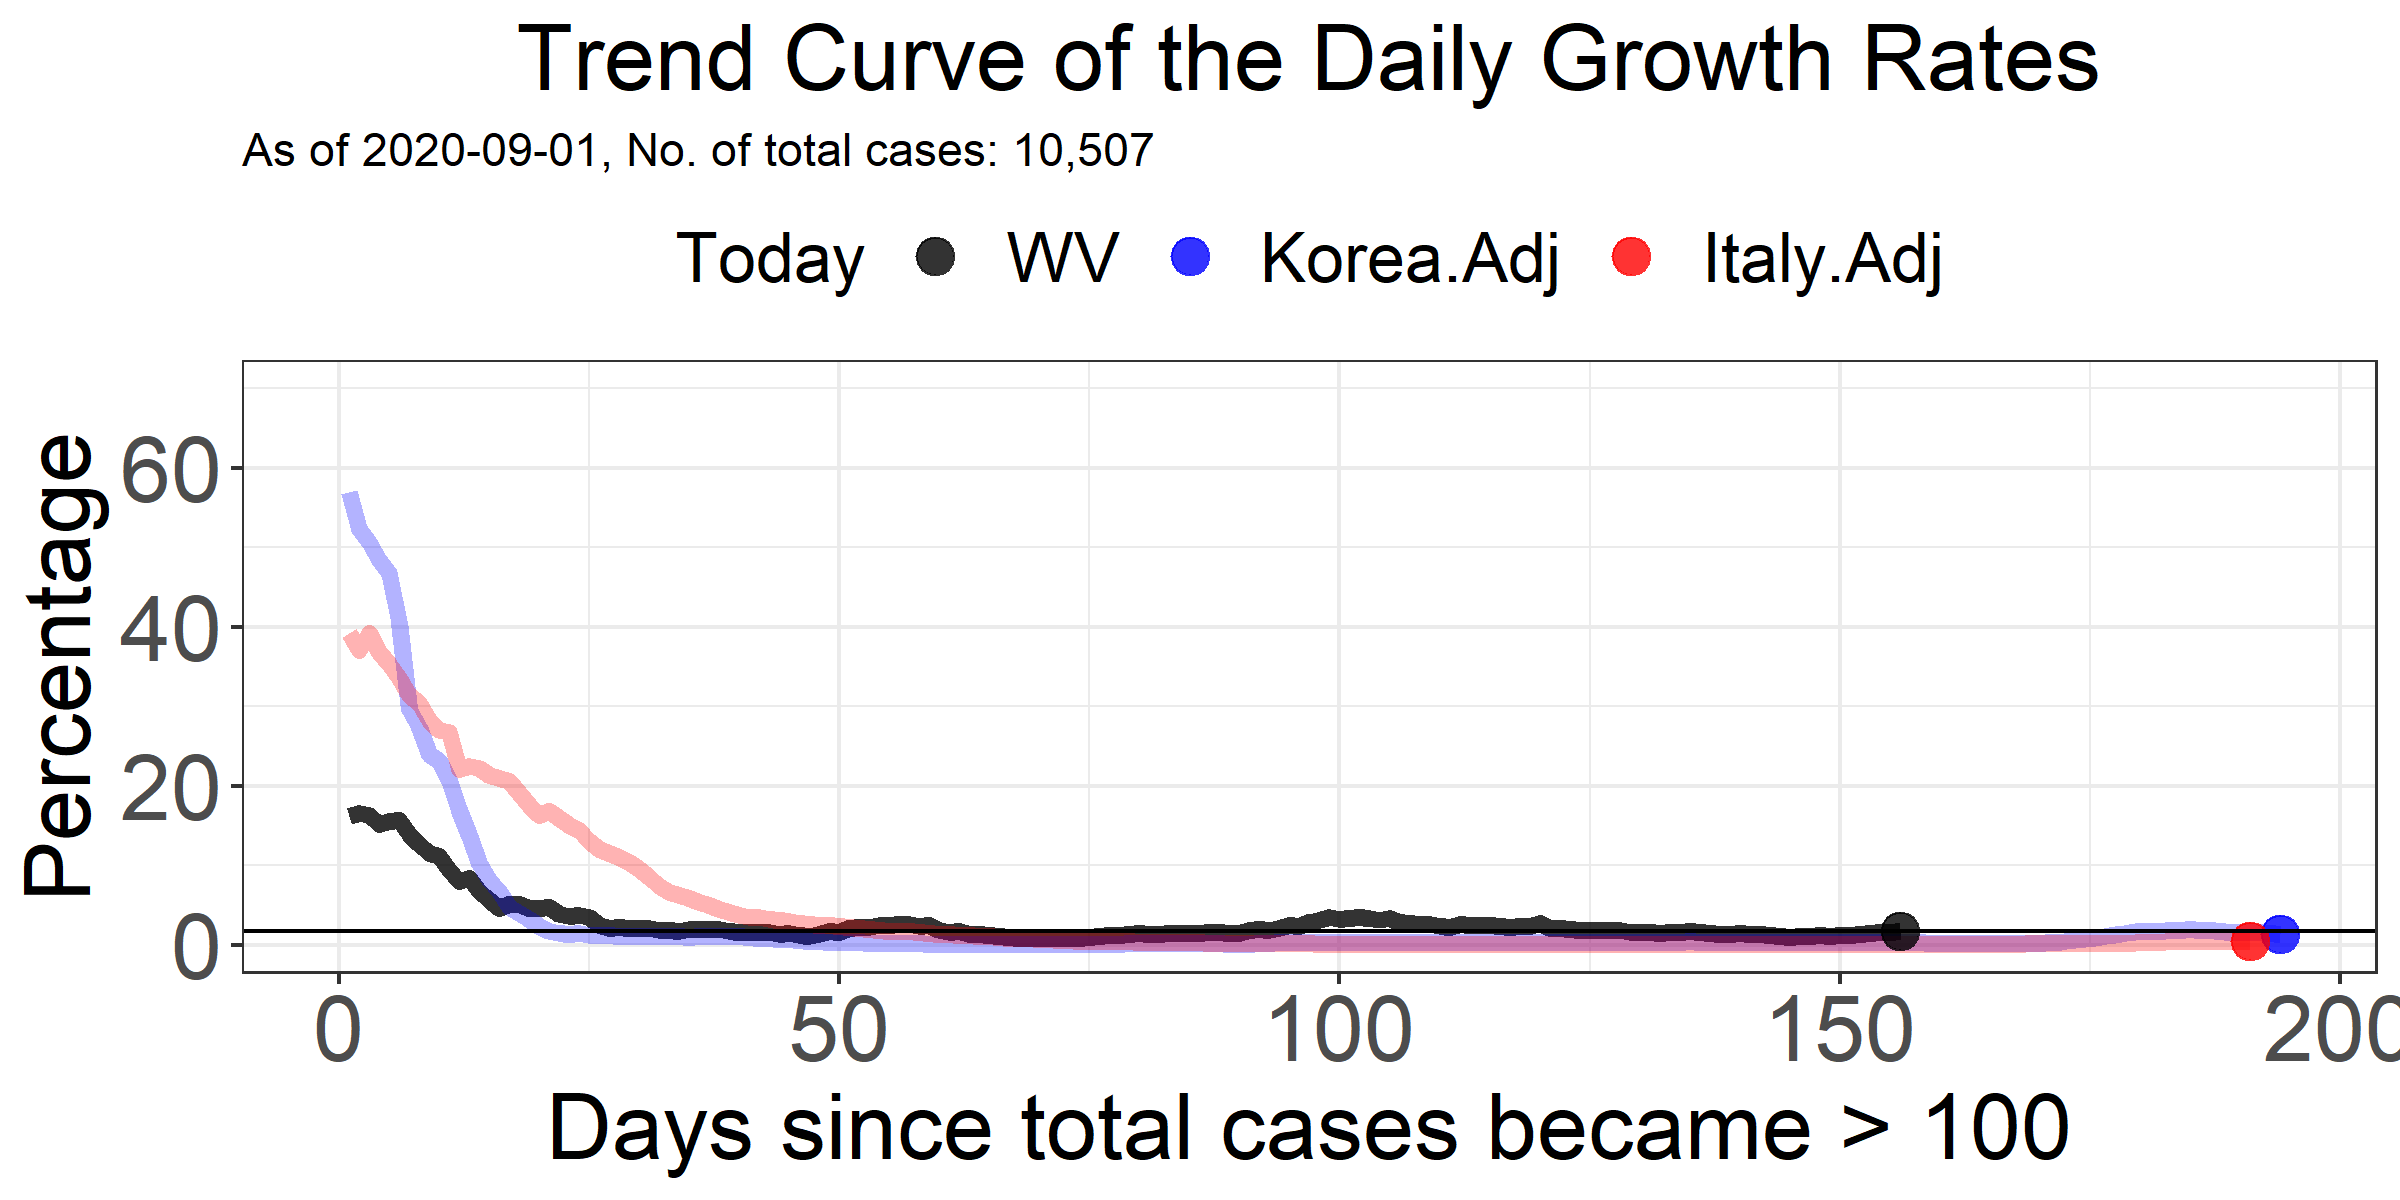 Trend Curve of the Daily Growth Rates
As of 2020-09-01, No. of total cases: 10,507
Today WV Korea.Adj Italy.Adj
Percentage
60
40
20
0
0 50 100 150 200
Days since total cases became > 100